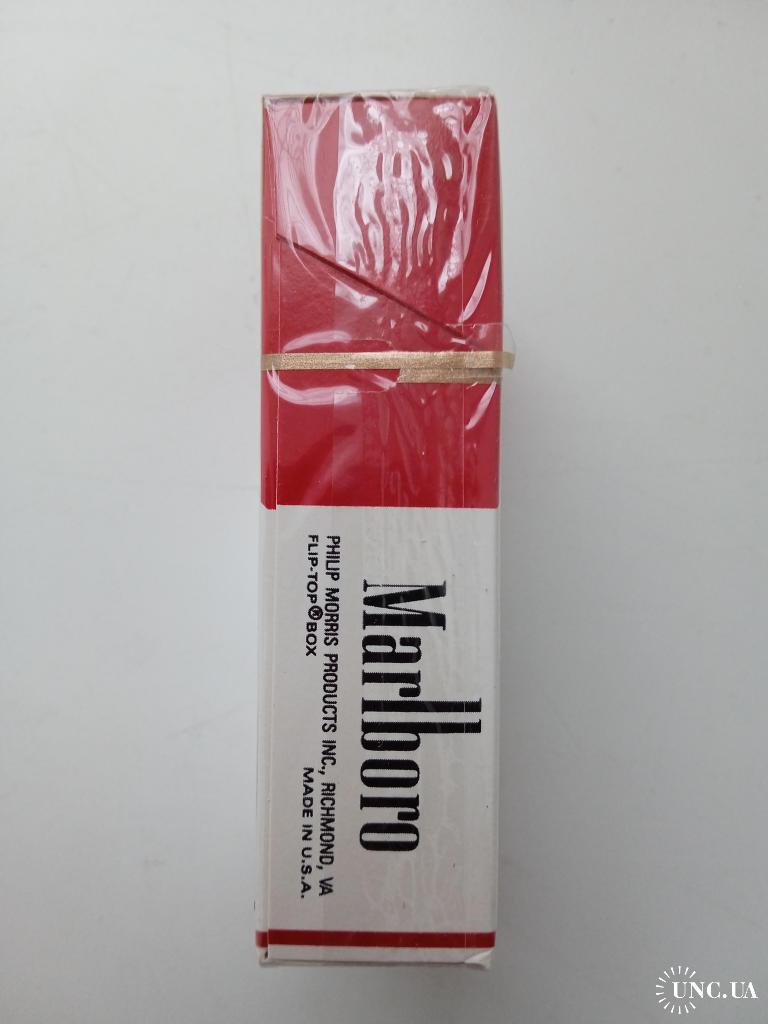 Marlboro
PHILIP MORRIS PRODUCTS INC., RICHMOND, VA
FLIP-TOP®BOX MADE IN U.S.A.
UNC.UA